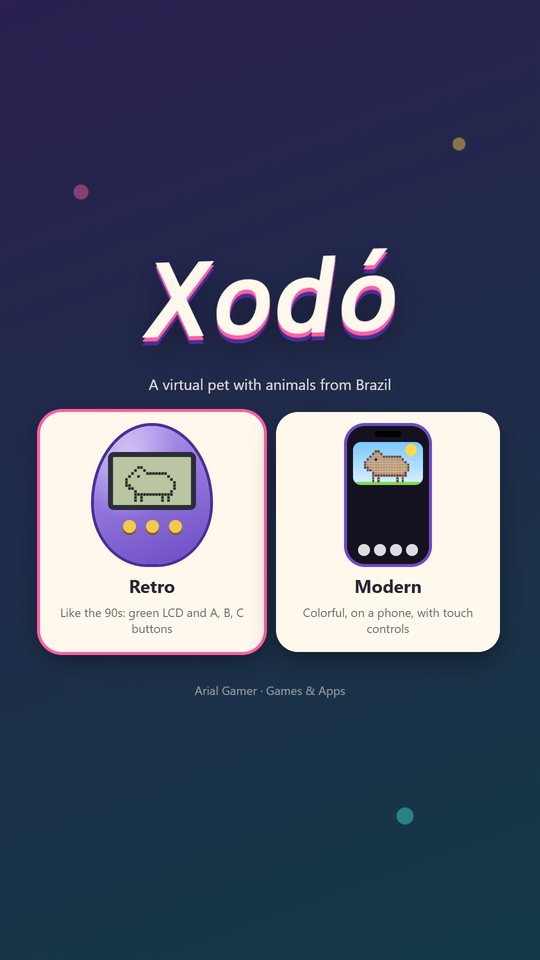 Xodó
A virtual pet with animals from Brazil
Retro
Like the 90s: green LCD and A, B, C
buttons
Modern
Colorful, on a phone, with touch
controls
Arial Gamer · Games & Apps